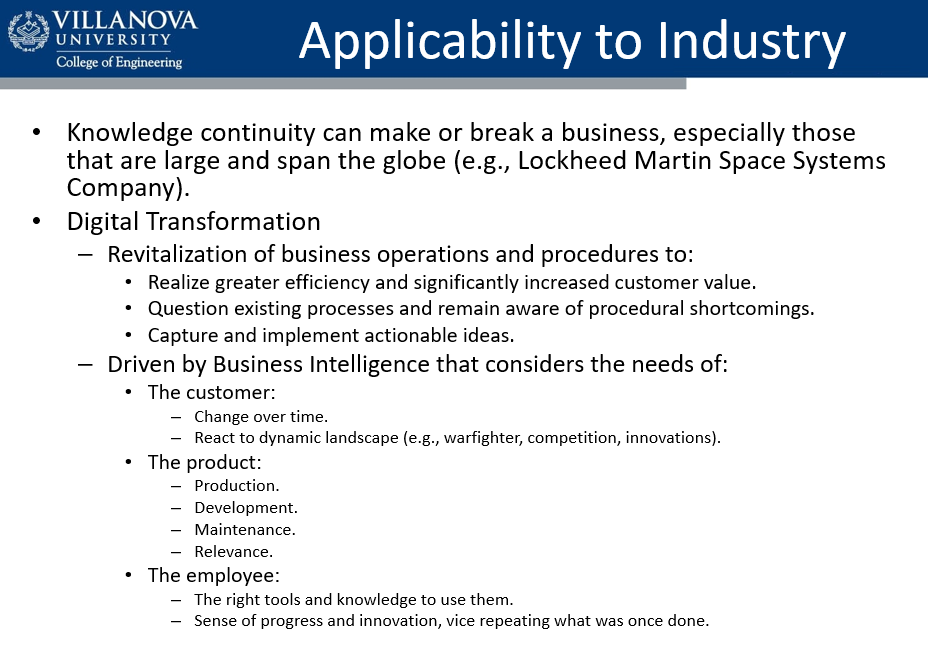 VILLANOVA
UNIVERSITY
College of Engineering
Applicability to Industry
• Knowledge continuity can make or break a business, especially those
that are large and span the globe (e.g., Lockheed Martin Space Systems
Company).
• Digital Transformation
– Revitalization of business operations and procedures to:
• Realize greater efficiency and significantly increased customer value.
• Question existing processes and remain aware of procedural shortcomings.
• Capture and implement actionable ideas.
– Driven by Business Intelligence that considers the needs of:
• The customer:
– Change over time.
– React to dynamic landscape (e.g., warfighter, competition, innovations).
• The product:
– Production.
– Development.
– Maintenance.
– Relevance.
• The employee:
– The right tools and knowledge to use them.
– Sense of progress and innovation, vice repeating what was once done.